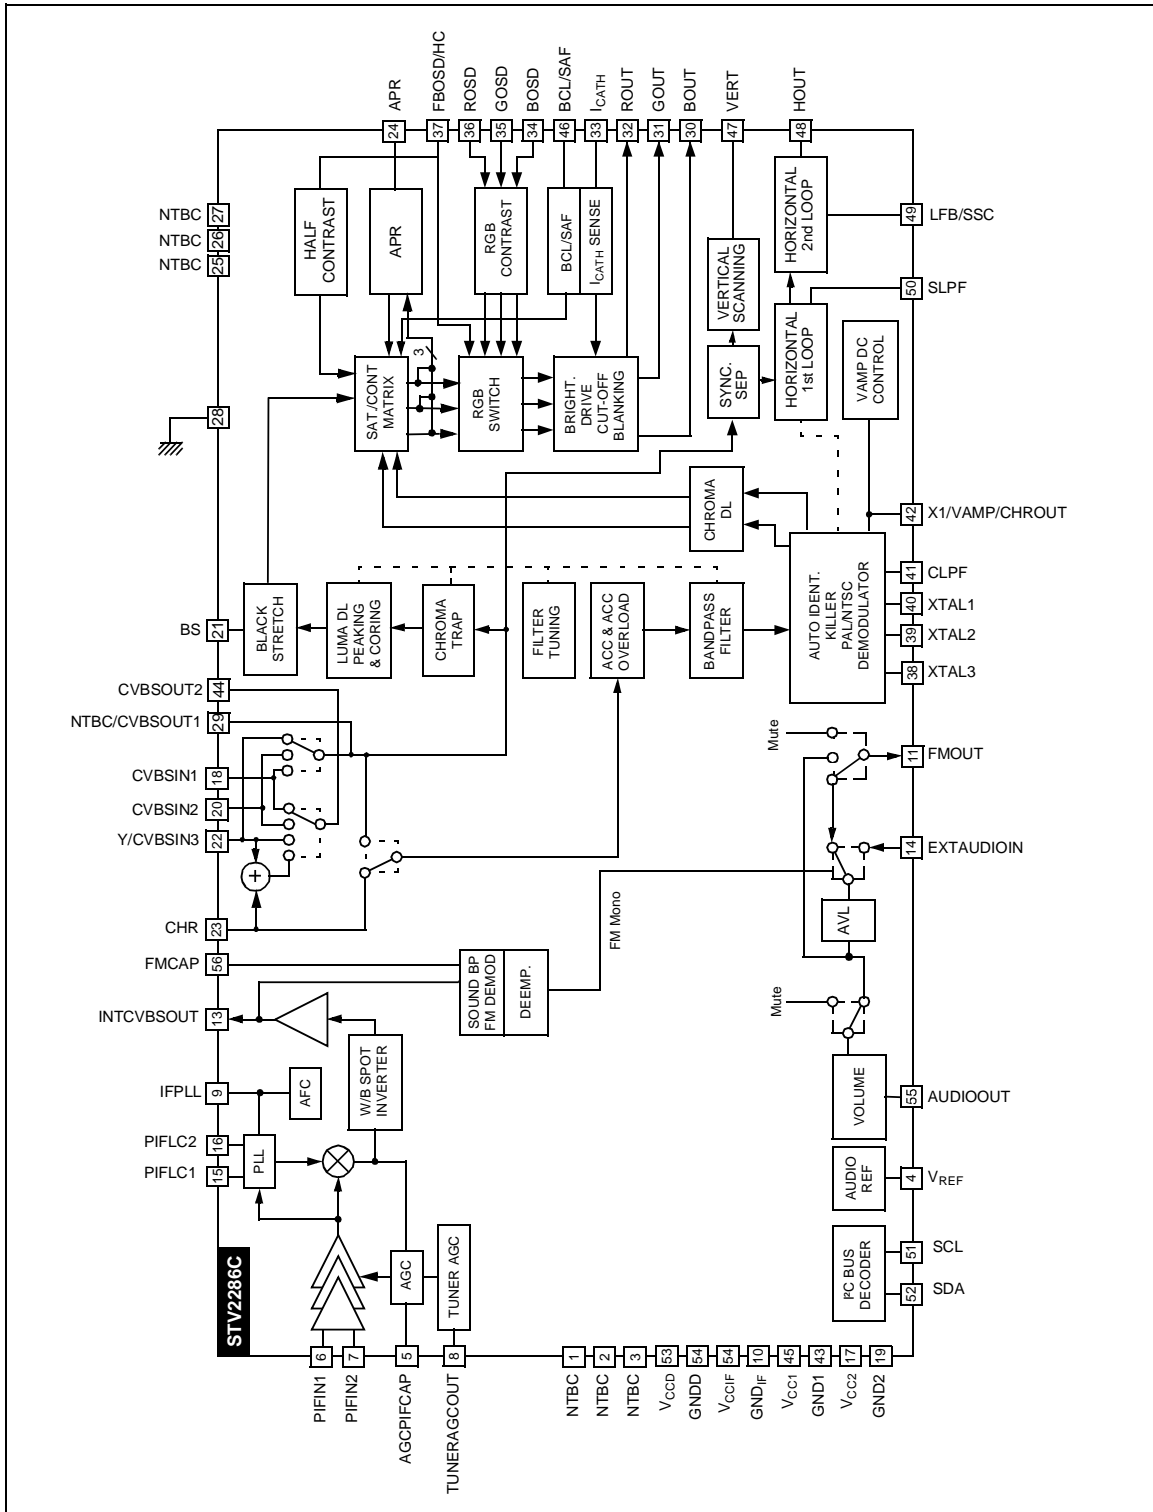 APR
FBOSD/HC
ROSD
GOSD
BOSD
BCL/SAF
ICATH
ROUT
GOUT
BOUT
VERT
HOUT
24
37
36
35
34
46
33
32
31
30
47
48
NTBC
27
NTBC
26
NTBC
25
HALF
CONTRAST
APR
RGB
CONTRAST
BCL/SAF
ICATH SENSE
VERTICAL
SCANNING
HORIZONTAL
2nd LOOP
49
LFB/SSC
50
SLPF
3
SAT./CONT
MATRIX
RGB
SWITCH
BRIGHT.
DRIVE
CUT-OFF
BLANKING
SYNC.
SEP
HORIZONTAL
1st LOOP
VAMP DC
CONTROL
28
CHROMA
DL
42
X1/VAMP/CHROUT
BS
21
BLACK
STRETCH
LUMA DL
PEAKING
& CORING
CHROMA
TRAP
FILTER
TUNING
ACC & ACC
OVERLOAD
BANDPASS
FILTER
AUTO IDENT.
KILLER
PAL/NTSC
DEMODULATOR
41
CLPF
40
XTAL1
39
XTAL2
38
XTAL3
CVBSOUT2
44
NTBC/CVBSOUT1
29
CVBSIN1
18
CVBSIN2
20
Y/CVBSIN3
22
+
CHR
23
Mute
11
FMOUT
14
EXTAUDIOIN
AVL
FM Mono
FMCAP
56
INTCVBSOUT
13
SOUND BP
FM DEMOD
DEEMP.
Mute
IFPLL
9
AFC
W/B SPOT
INVERTER
VOLUME
55
AUDIOOUT
PIFLC2
16
PIFLC1
15
PLL
AUDIO
REF
4
VREF
STV2286C
AGC
TUNER AGC
I²C BUS
DECODER
51
SCL
52
SDA
6
7
5
8
1
2
3
53
54
54
10
45
43
17
19
PIFIN1
PIFIN2
AGCPIFCAP
TUNERAGCOUT
NTBC
NTBC
NTBC
VCCD
GNDD
VCCIF
GNDIF
VCC1
GND1
VCC2
GND2